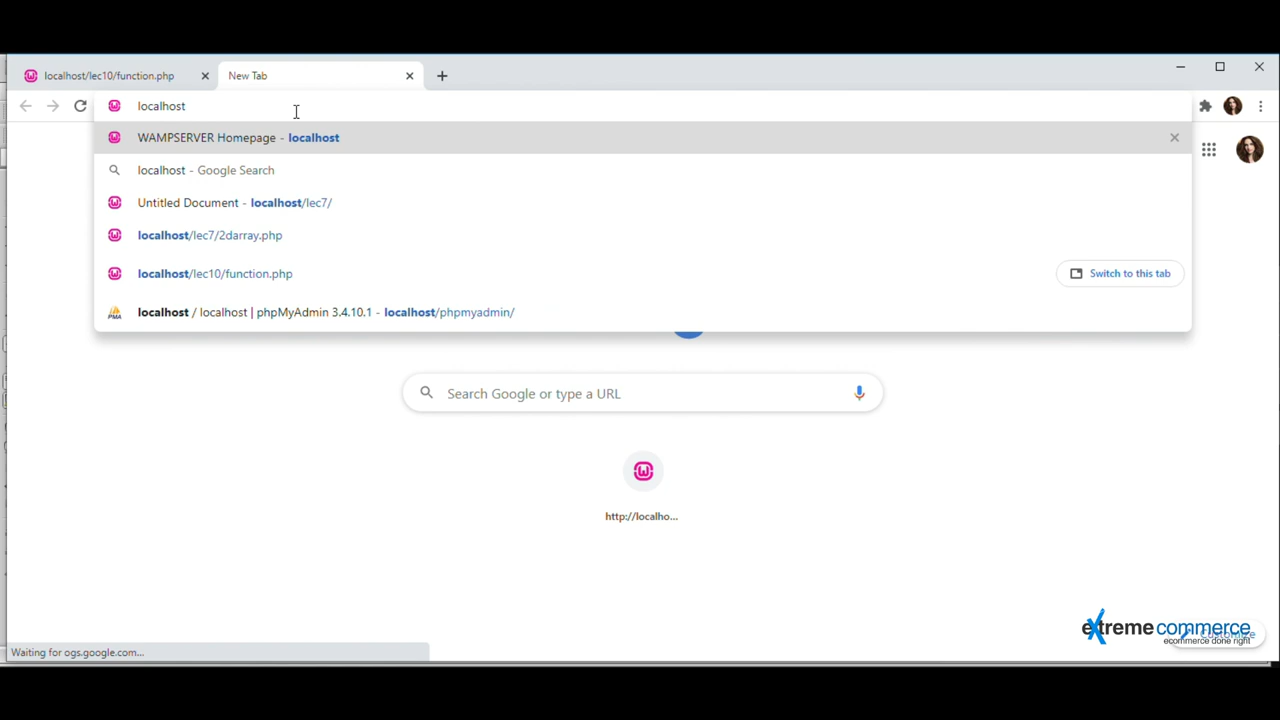 localhost/lec10/function.php
New Tab
localhost
WAMPSERVER Homepage - localhost
localhost - Google Search
Untitled Document - localhost/lec7/
localhost/lec7/2darray.php
localhost/lec10/function.php
Switch to this tab
localhost / localhost | phpMyAdmin 3.4.10.1 - localhost/phpmyadmin/
PMA
Search Google or type a URL
http://localho...
extreme commerce
Customize
ecommerce done right
Waiting for ogs.google.com...